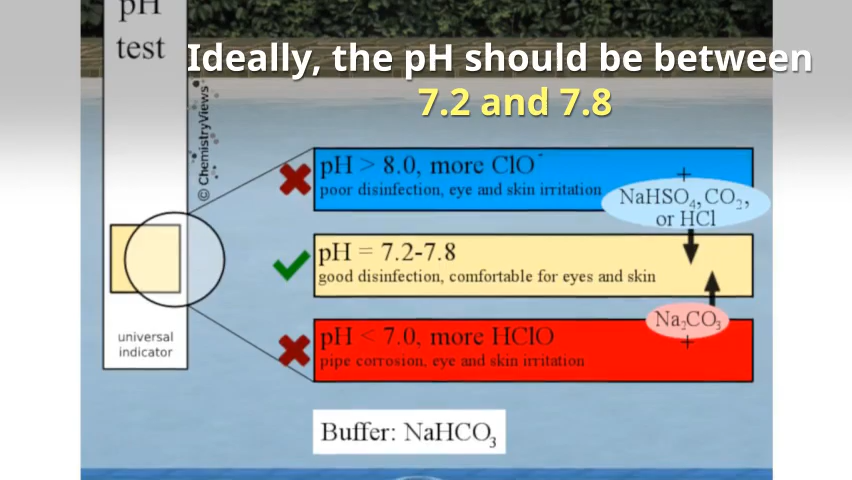 pH
test
Ideally, the pH should be between
7.2 and 7.8
© ChemistryViews
pH > 8.0, more ClO⁻
poor disinfection, eye and skin irritation
+
NaHSO₄, CO₂,
or HCl
pH = 7.2-7.8
good disinfection, comfortable for eyes and skin
Na₂CO₃
+
pH < 7.0, more HClO
pipe corrosion, eye and skin irritation
universal
indicator
Buffer: NaHCO₃